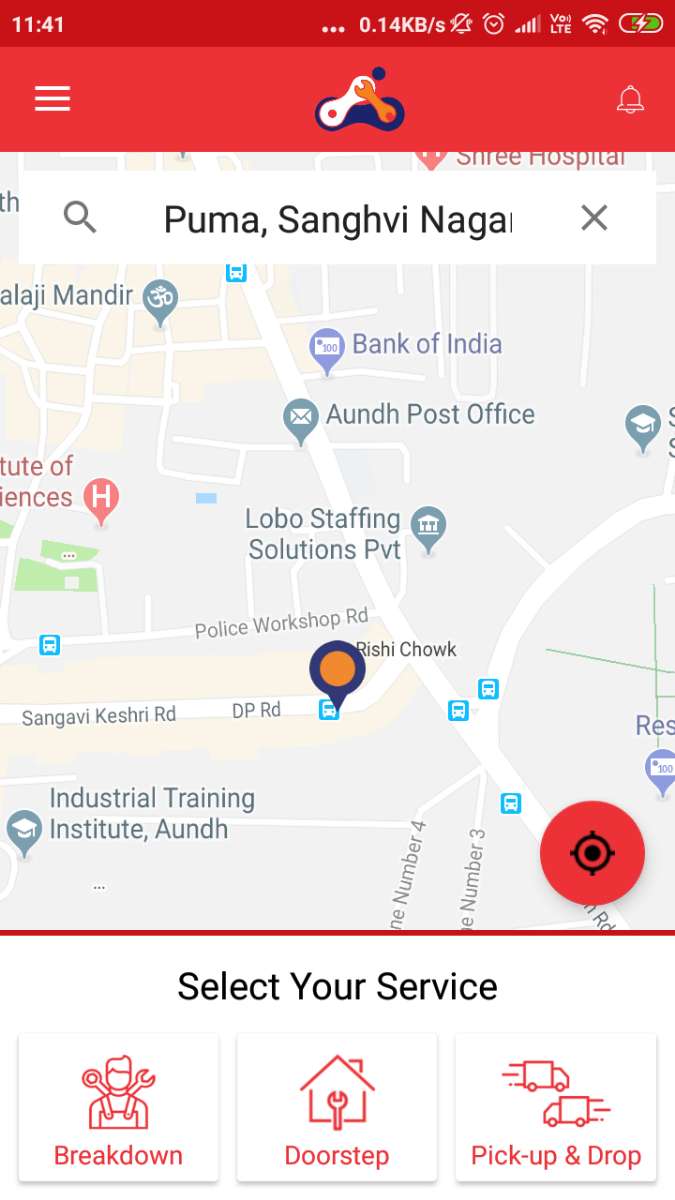 11:41
... 0.14KB/s
Vo))
LTE
Shree Hospital
th
Puma, Sanghvi Nagar
alaji Mandir
100
Bank of India
Aundh Post Office
S
S
tute of
iences
H
Lobo Staffing
Solutions Pvt
...
Police Workshop Rd
Rishi Chowk
Sangavi Keshri Rd
DP Rd
Res
100
Industrial Training
Institute, Aundh
...
ne Number 4
e Number 3
Rd
Select Your Service
Breakdown
Doorstep
Pick-up & Drop